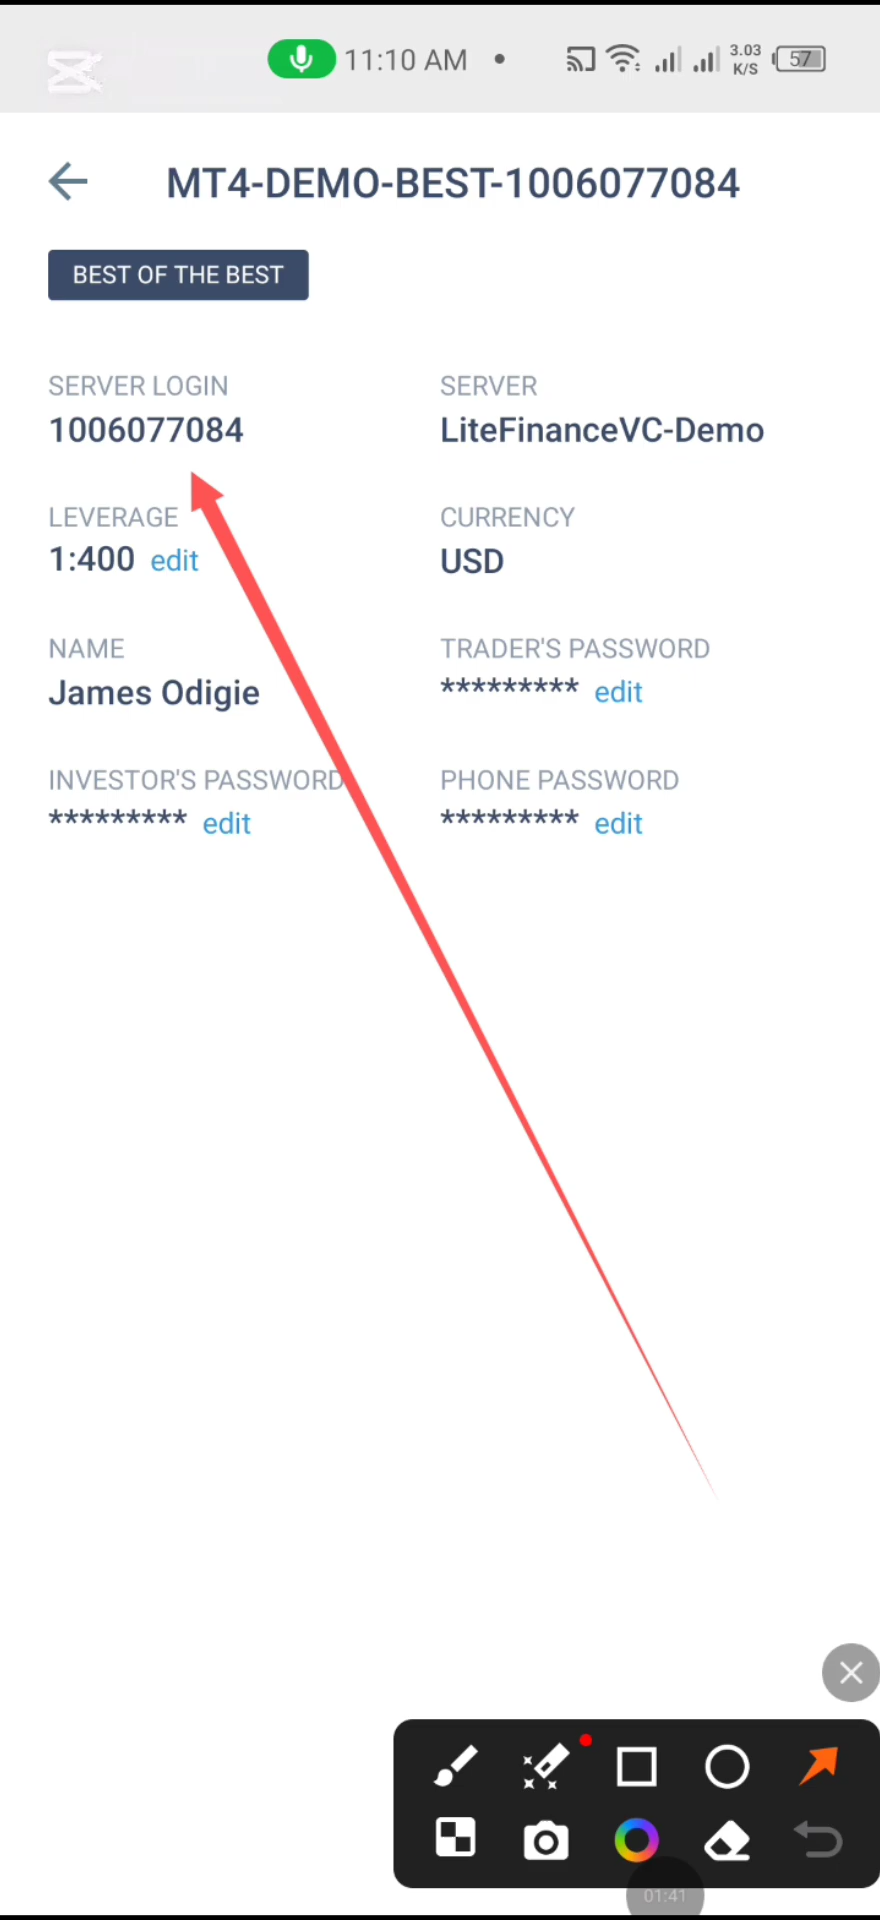 11:10 AM
3.03
K/S
57
MT4-DEMO-BEST-1006077084
BEST OF THE BEST
SERVER LOGIN
1006077084
SERVER
LiteFinanceVC-Demo
LEVERAGE
1:400 edit
CURRENCY
USD
NAME
James Odigie
TRADER'S PASSWORD
********* edit
INVESTOR'S PASSWORD
********* edit
PHONE PASSWORD
********* edit
01:41